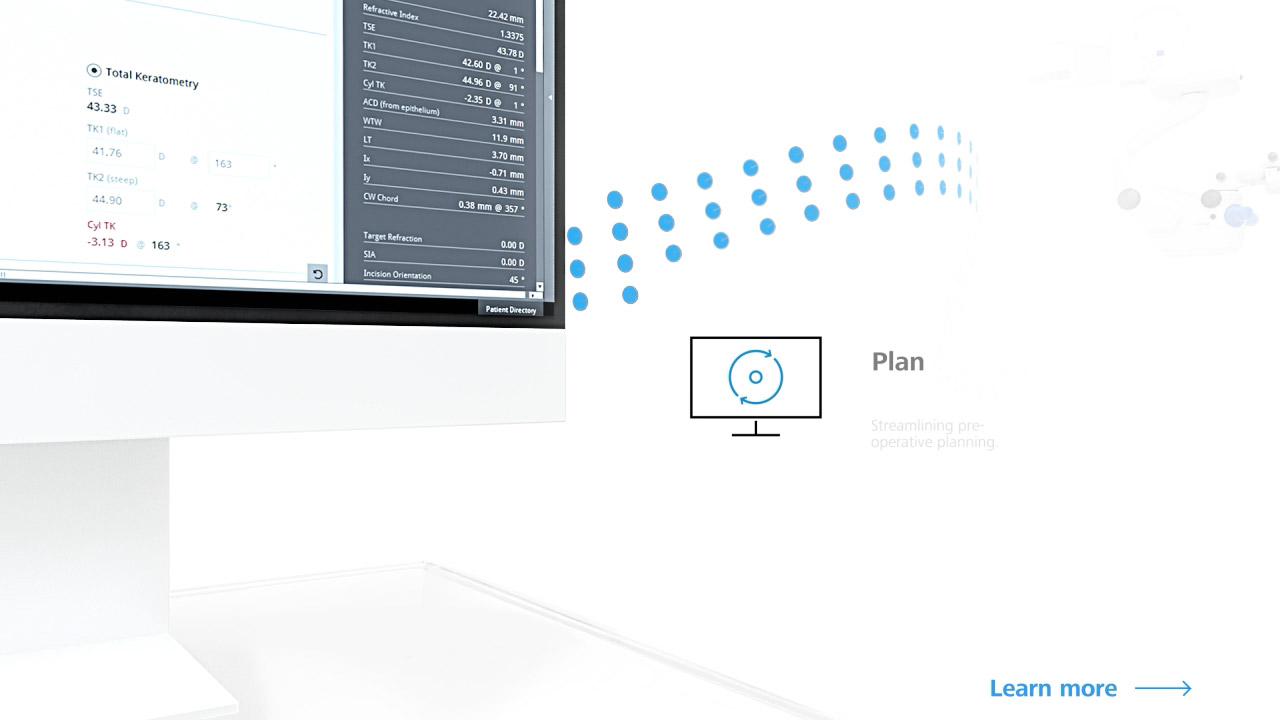 Total Keratometry
TSE
43.33 D
TK1 (flat)
41.76 D @ 163 °
TK2 (steep)
44.90 D @ 73°
Cyl TK
-3.13 D @ 163 °
22.42 mm
Refractive Index 1.3375
TSE 43.78 D
TK1 42.60 D @ 1 °
TK2 44.96 D @ 91 °
Cyl TK -2.35 D @ 1 °
ACD (from epithelium) 3.31 mm
WTW 11.9 mm
LT 3.70 mm
Ix -0.71 mm
Iy 0.43 mm
CW Chord 0.38 mm @ 357 °
Target Refraction 0.00 D
SIA 0.00 D
Incision Orientation 45 °
Patient Directory
Plan
Streamlining pre-
operative planning.
Learn more